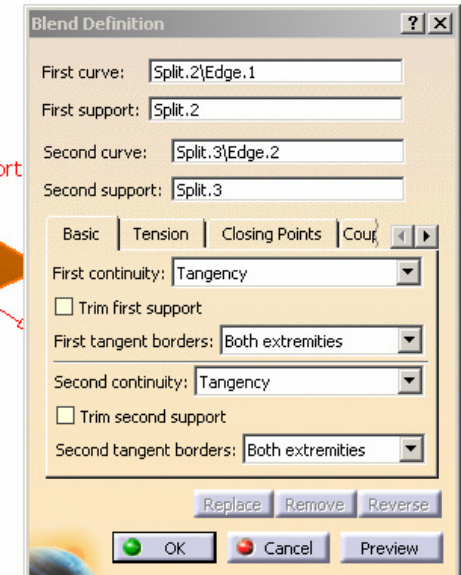 Blend Definition ? X
First curve: Split.2\Edge.1
First support: Split.2
Second curve: Split.3\Edge.2
ort
Second support: Split.3
Basic Tension Closing Points Coup
First continuity: Tangency
Trim first support
First tangent borders: Both extremities
Second continuity: Tangency
Trim second support
Second tangent borders: Both extremities
Replace Remove Reverse
OK Cancel Preview